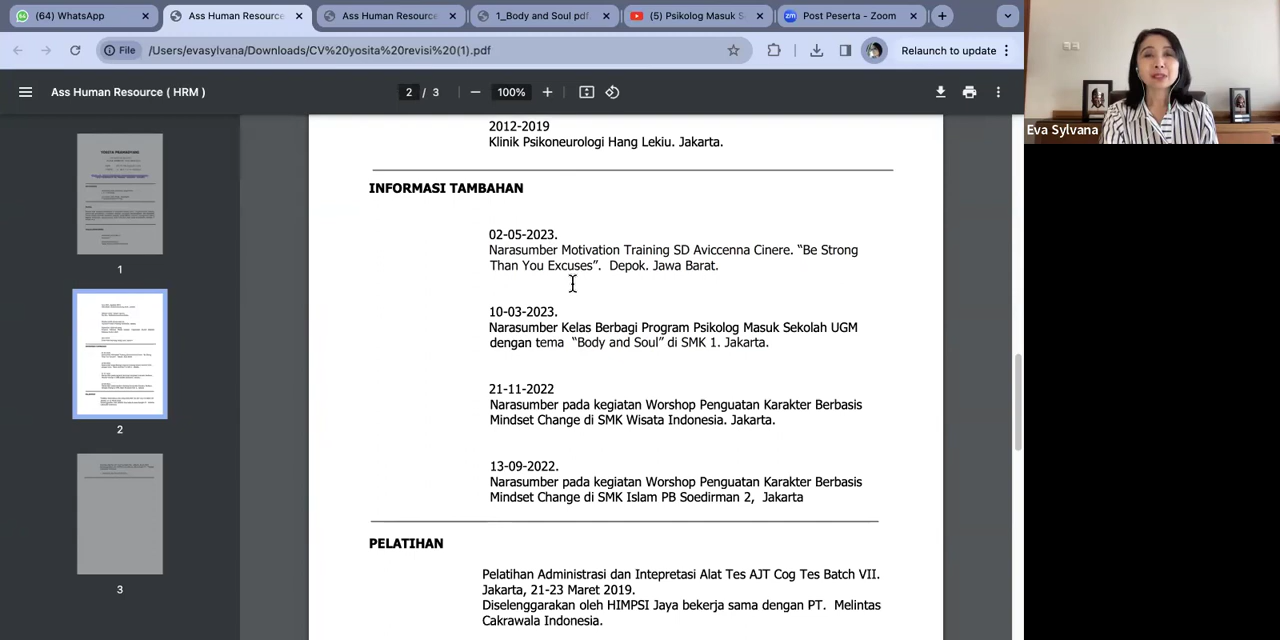 (64) WhatsApp
Ass Human Resource
Ass Human Resource
1_Body and Soul pdf
(5) Psikolog Masuk S
Post Peserta - Zoom
File
/Users/evasylvana/Downloads/CV%20yosita%20revisi%20(1).pdf
Relaunch to update
Ass Human Resource ( HRM )
2 / 3
100%
Eva Sylvana
1
2
3
2012-2019
Klinik Psikoneurologi Hang Lekiu. Jakarta.
INFORMASI TAMBAHAN
02-05-2023.
Narasumber Motivation Training SD Aviccenna Cinere. “Be Strong
Than You Excuses”. Depok. Jawa Barat.
10-03-2023.
Narasumber Kelas Berbagi Program Psikolog Masuk Sekolah UGM
dengan tema “Body and Soul” di SMK 1. Jakarta.
21-11-2022.
Narasumber pada kegiatan Worshop Penguatan Karakter Berbasis
Mindset Change di SMK Wisata Indonesia. Jakarta.
13-09-2022.
Narasumber pada kegiatan Worshop Penguatan Karakter Berbasis
Mindset Change di SMK Islam PB Soedirman 2, Jakarta
PELATIHAN
Pelatihan Administrasi dan Intepretasi Alat Tes AJT Cog Tes Batch VII.
Jakarta, 21-23 Maret 2019.
Diselenggarakan oleh HIMPSI Jaya bekerja sama dengan PT. Melintas
Cakrawala Indonesia.